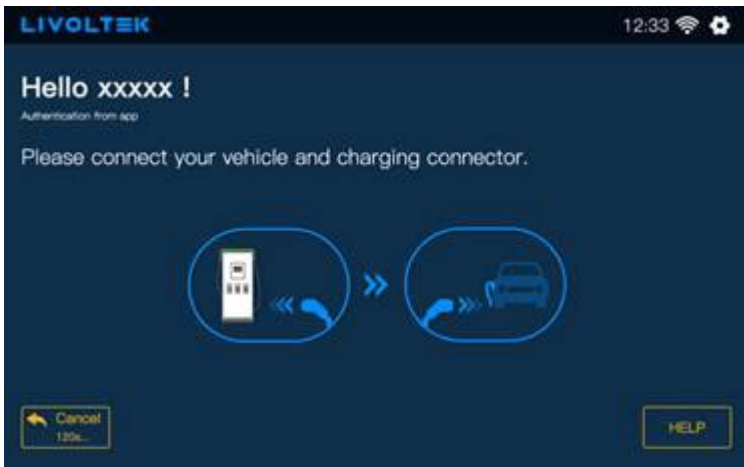 LIVOLTEK
12:33
Hello xxxxx !
Authentication from app
Please connect your vehicle and charging connector.
Cancel
120s...
HELP